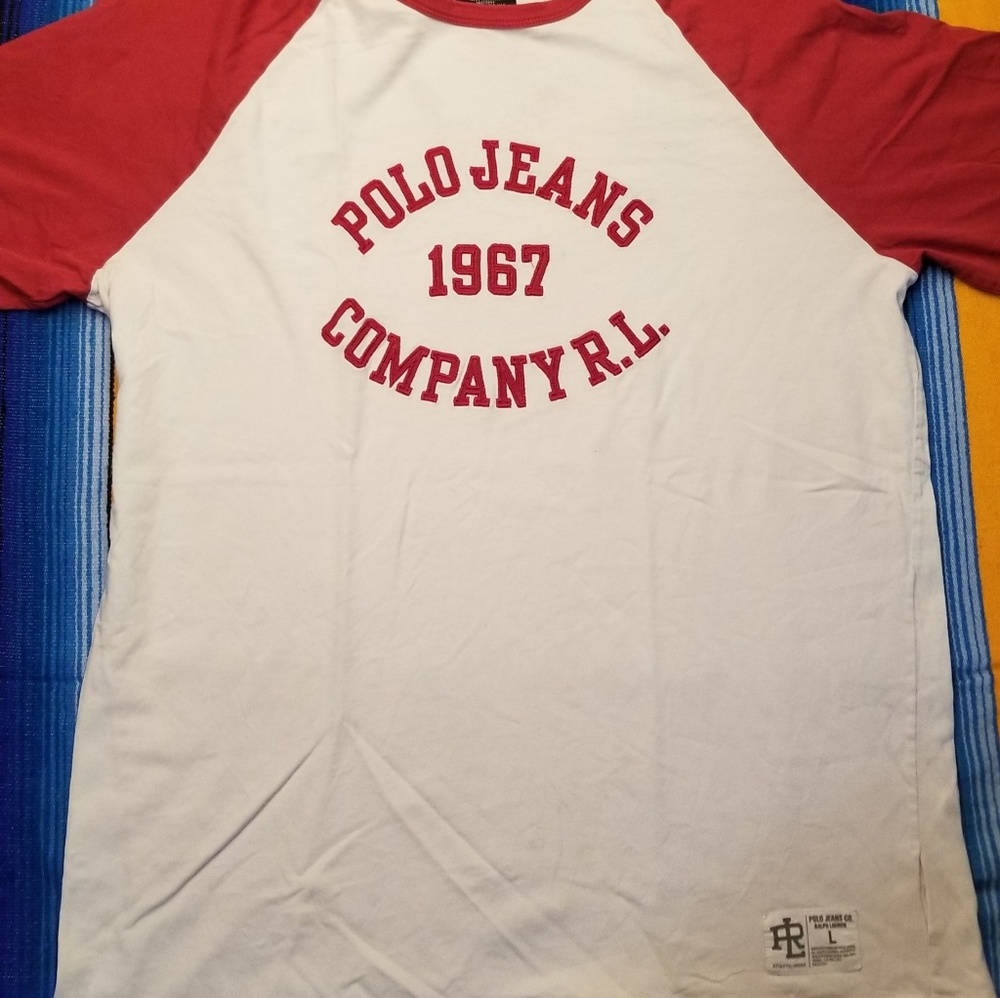 POLO JEANS
1967
COMPANY R.L.
POLO JEANS CO.
RALPH LAUREN
L